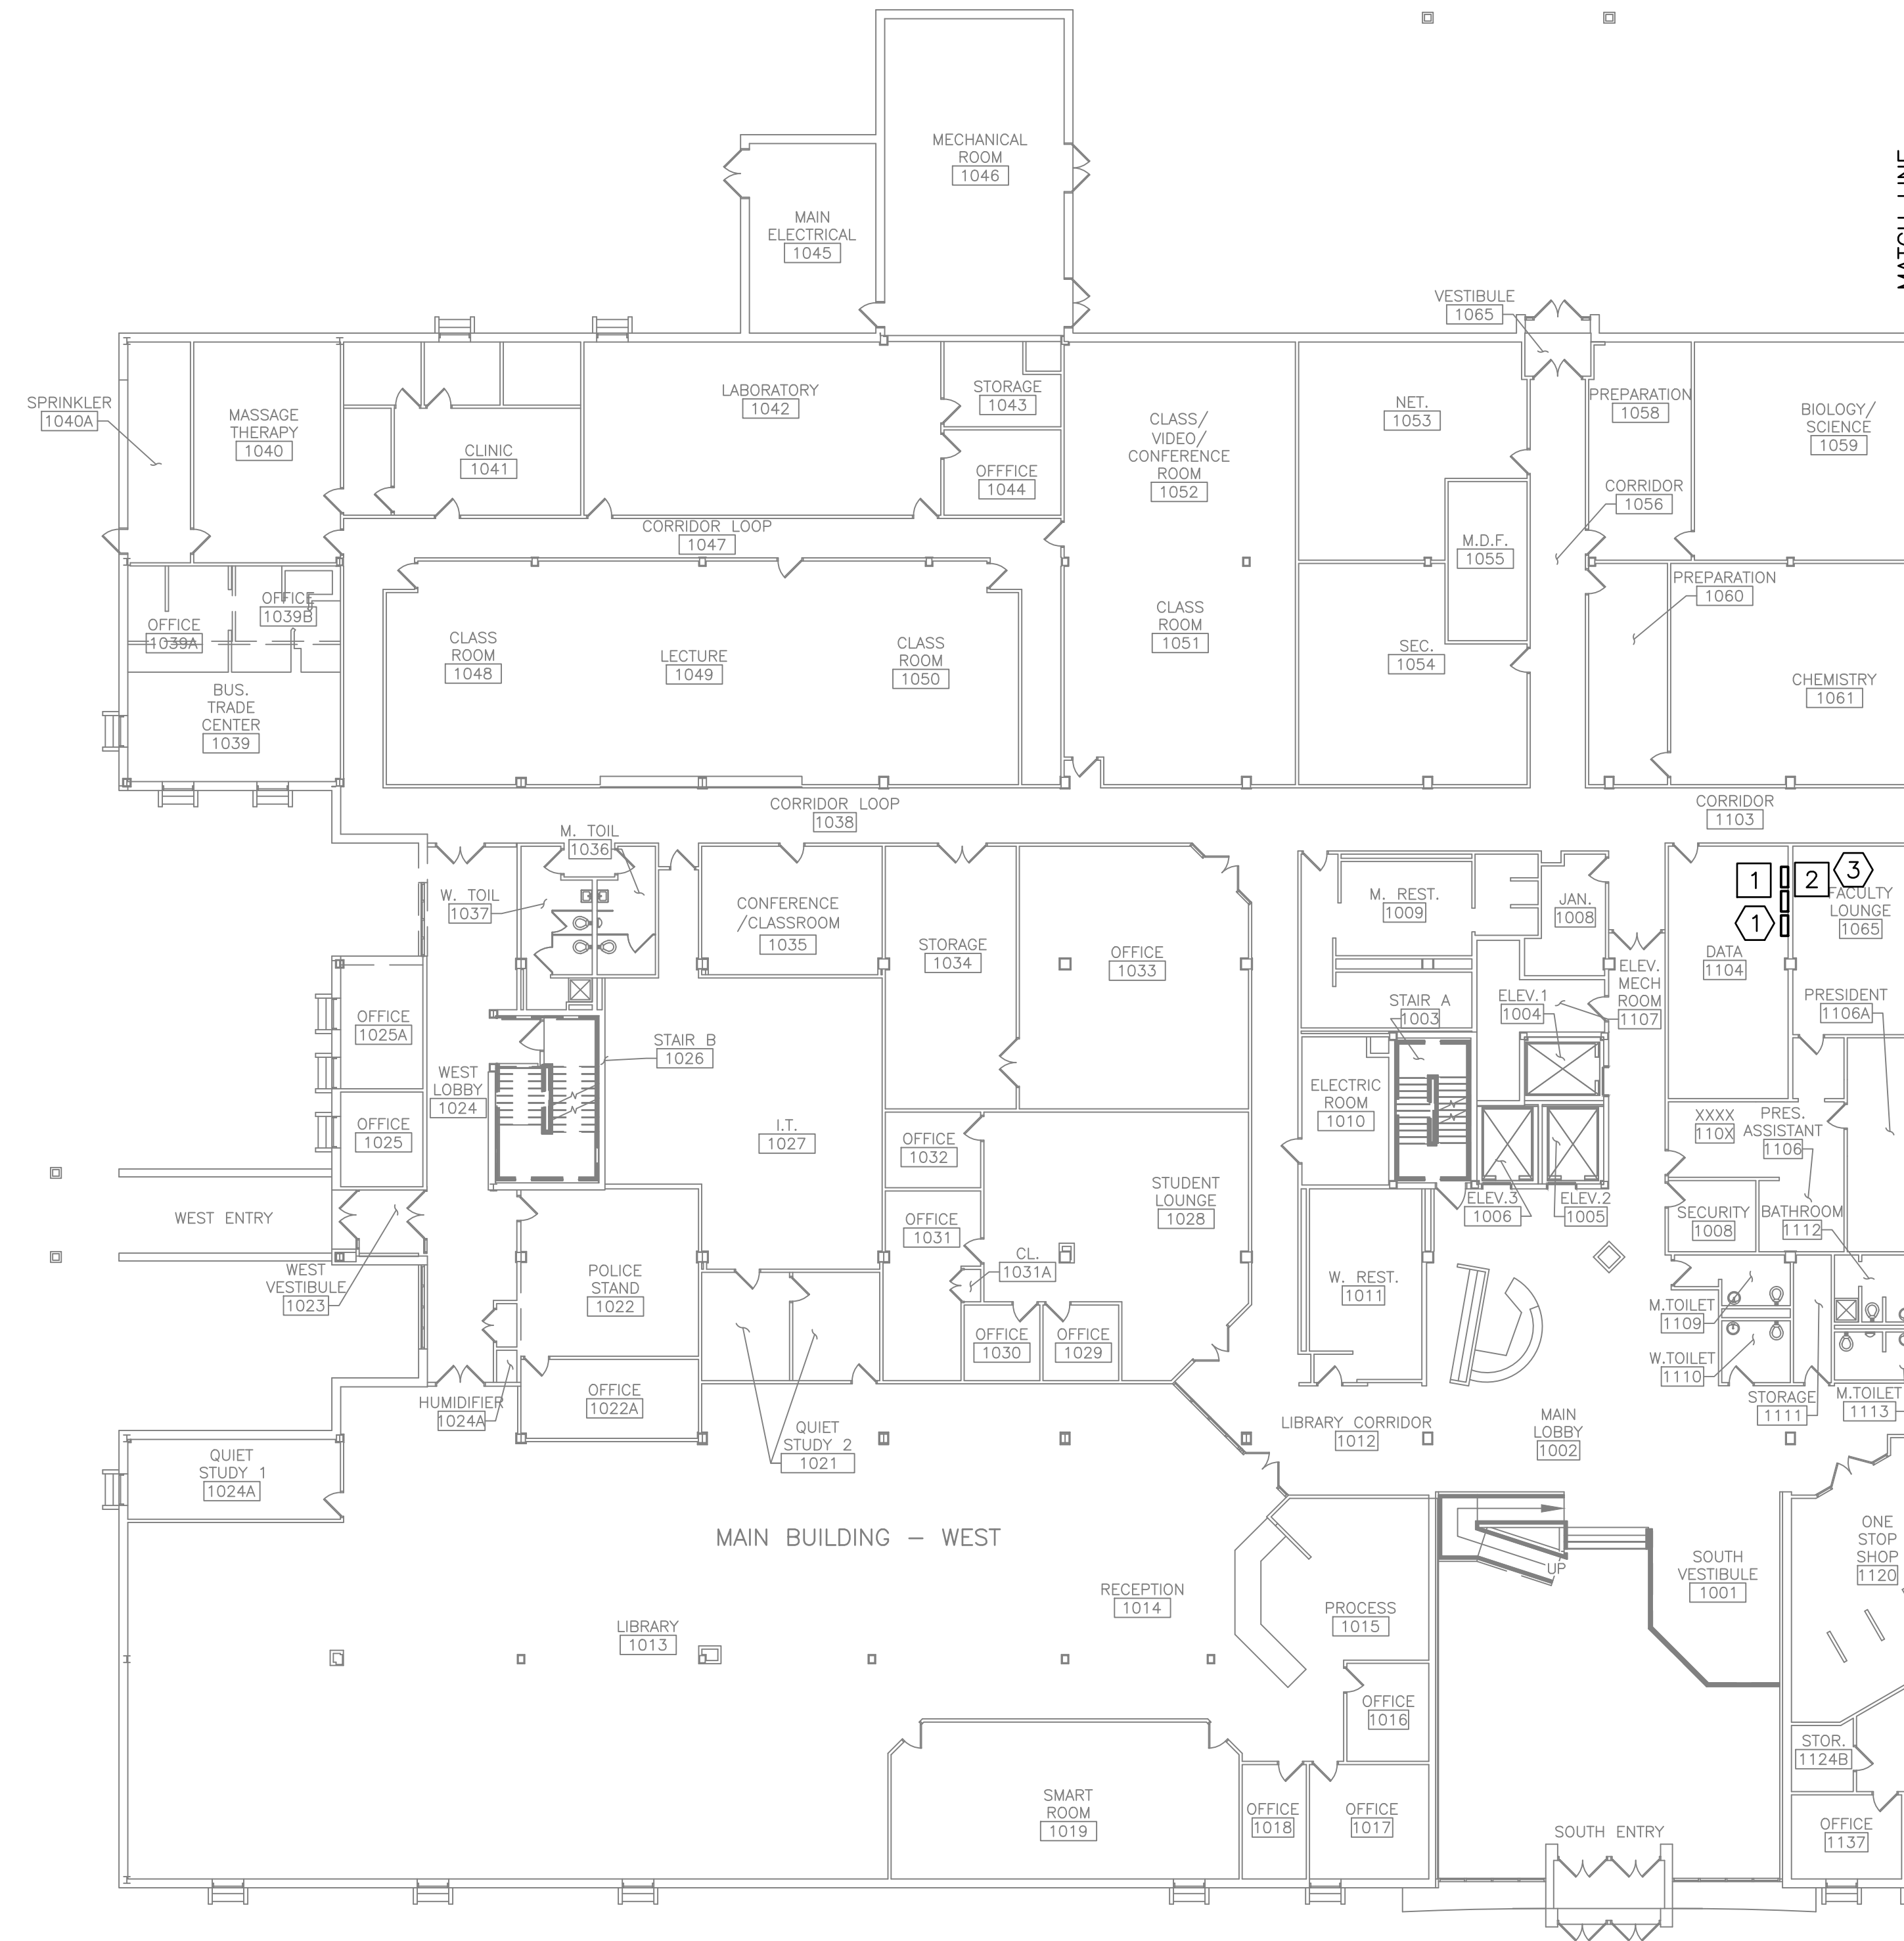 MECHANICAL
ROOM
1046
MAIN
ELECTRICAL
1045
MATCH LINE
VESTIBULE
1065
SPRINKLER
1040A
MASSAGE
THERAPY
1040
CLINIC
1041
LABORATORY
1042
STORAGE
1043
OFFFICE
1044
CLASS/
VIDEO/
CONFERENCE
ROOM
1052
NET.
1053
PREPARATION
1058
BIOLOGY/
SCIENCE
1059
CORRIDOR
1056
CORRIDOR LOOP
1047
M.D.F.
1055
PREPARATION
1060
OFFICE
1039B
OFFICE
1039A
CLASS
ROOM
1048
LECTURE
1049
CLASS
ROOM
1050
CLASS
ROOM
1051
SEC.
1054
CHEMISTRY
1061
BUS.
TRADE
CENTER
1039
CORRIDOR LOOP
1038
CORRIDOR
1103
M. TOIL
1036
W. TOIL
1037
CONFERENCE
/CLASSROOM
1035
STORAGE
1034
OFFICE
1033
M. REST.
1009
JAN.
1008
1
2
3
1
FACULTY
LOUNGE
1065
DATA
1104
ELEV.
MECH
ROOM
1107
PRESIDENT
1106A
STAIR A
1003
ELEV.1
1004
OFFICE
1025A
STAIR B
1026
WEST
LOBBY
1024
OFFICE
1025
I.T.
1027
OFFICE
1032
ELECTRIC
ROOM
1010
XXXX
110X
PRES.
ASSISTANT
1106
STUDENT
LOUNGE
1028
ELEV.3
1006
ELEV.2
1005
SECURITY
1008
BATHROOM
1112
WEST ENTRY
OFFICE
1031
CL.
1031A
WEST
VESTIBULE
1023
POLICE
STAND
1022
W. REST.
1011
M.TOILET
1109
OFFICE
1030
OFFICE
1029
W.TOILET
1110
HUMIDIFIER
1024A
OFFICE
1022A
STORAGE
1111
M.TOILET
1113
QUIET
STUDY 2
1021
LIBRARY CORRIDOR
1012
MAIN
LOBBY
1002
QUIET
STUDY 1
1024A
MAIN BUILDING – WEST
ONE
STOP
SHOP
1120
UP
SOUTH
VESTIBULE
1001
RECEPTION
1014
PROCESS
1015
LIBRARY
1013
OFFICE
1016
STOR.
1124B
SMART
ROOM
1019
OFFICE
1018
OFFICE
1017
SOUTH ENTRY
OFFICE
1137